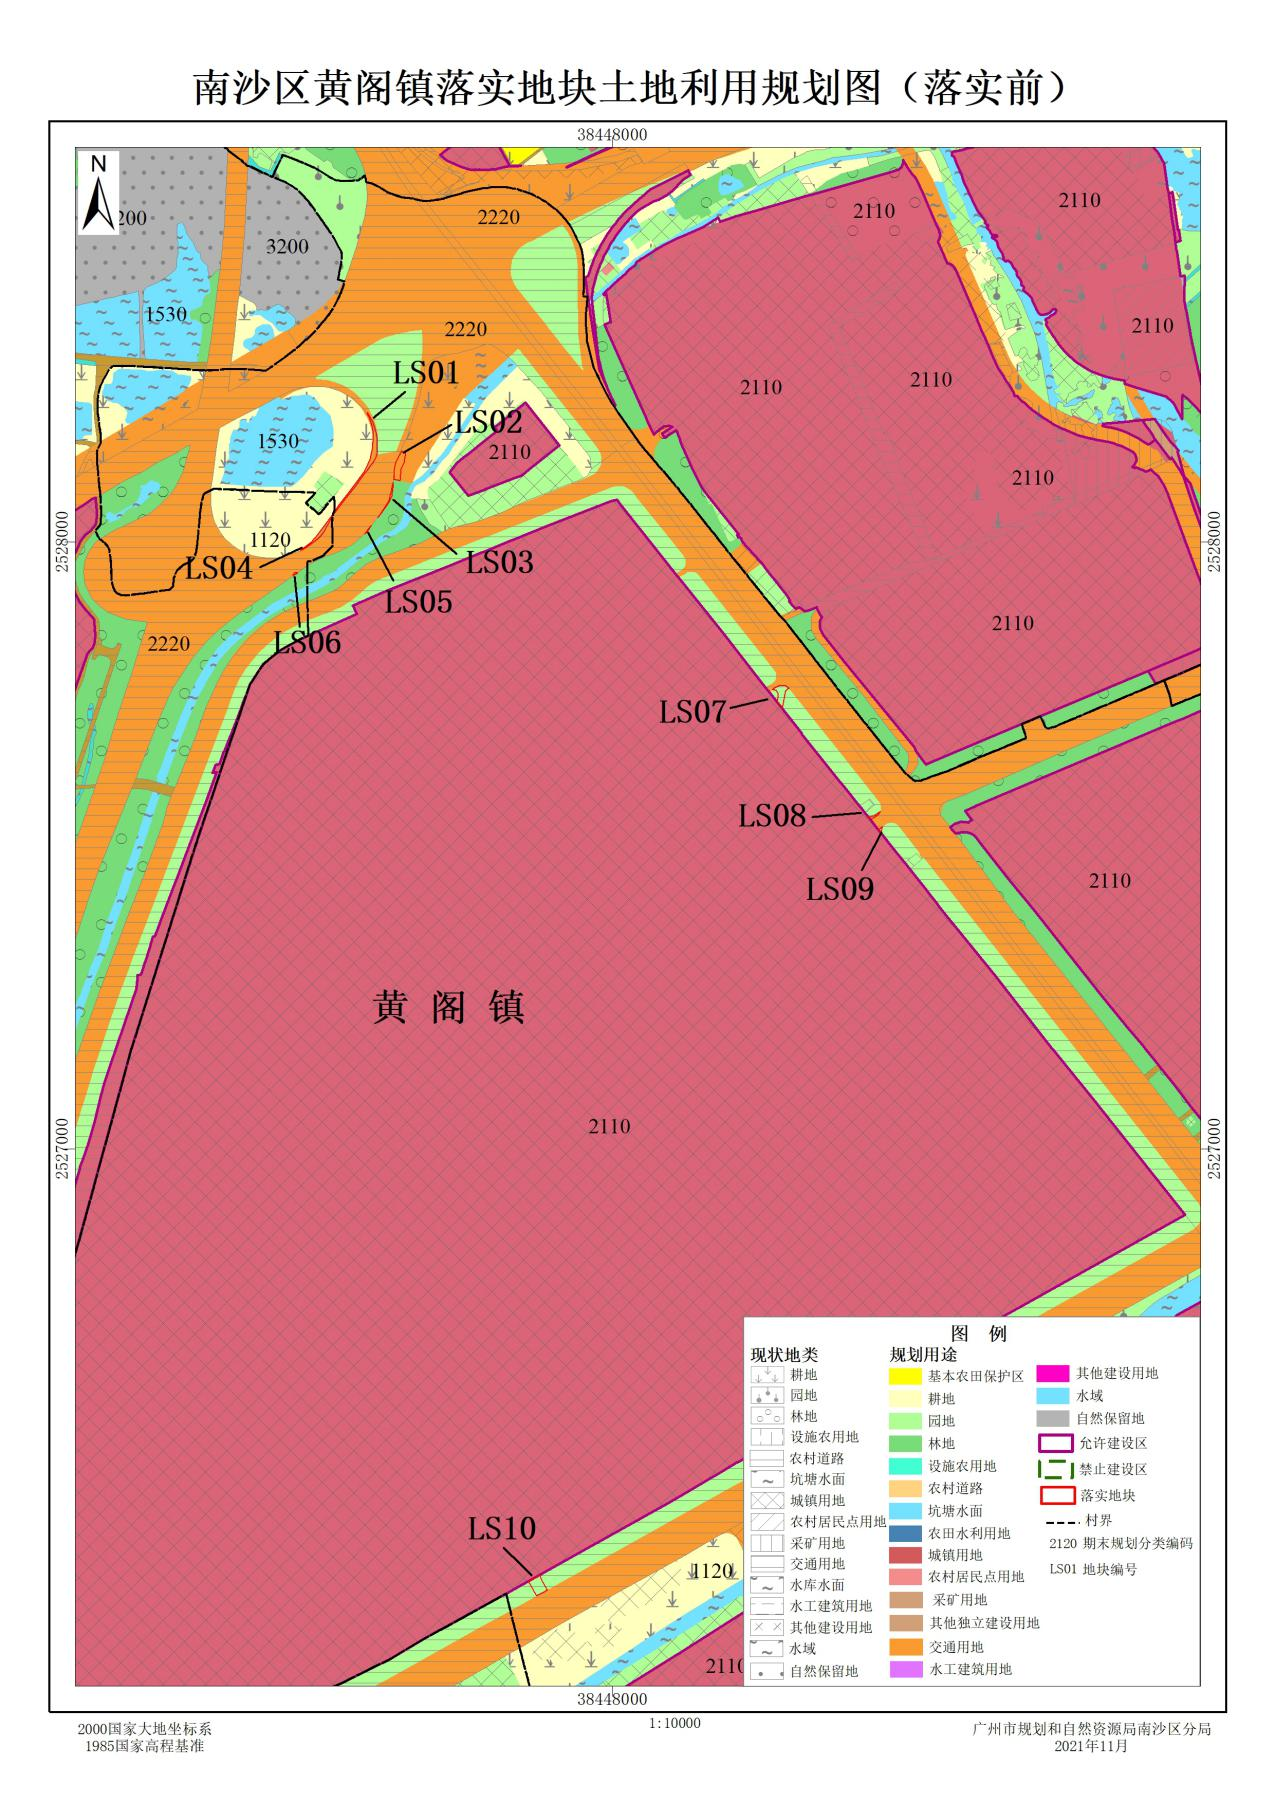 南沙区黄阁镇落实地块土地利用规划图（落实前）
38448000
N
200
3200
2220
2110
2110
1530
2220
2110
LS01
2110
2110
LS02
1530
2110
2110
2528000
2528000
1120
LS04
LS03
LS05
2110
LS06
2220
LS07
LS08
LS09
2110
黄阁镇
2110
2527000
2527000
LS10
1120
2110
图 例
现状地类
耕地
园地
林地
设施农用地
农村道路
坑塘水面
城镇用地
农村居民点用地
采矿用地
交通用地
水库水面
水工建筑用地
其他建设用地
水域
自然保留地
规划用途
基本农田保护区
耕地
园地
林地
设施农用地
农村道路
坑塘水面
农田水利用地
城镇用地
农村居民点用地
采矿用地
其他独立建设用地
交通用地
水工建筑用地
其他建设用地
水域
自然保留地
允许建设区
禁止建设区
落实地块
村界
2120 期末规划分类编码
LS01 地块编号
38448000
2000国家大地坐标系
1985国家高程基准
1:10000
广州市规划和自然资源局南沙区分局
2021年11月